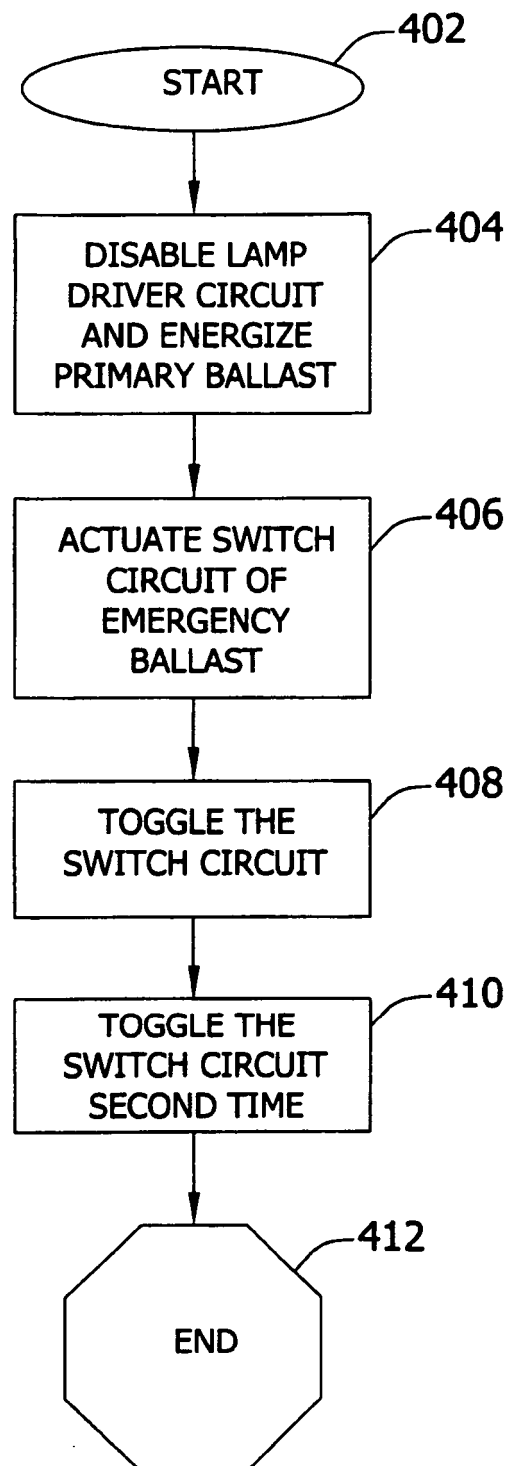 402
START
404
DISABLE LAMP
DRIVER CIRCUIT
AND ENERGIZE
PRIMARY BALLAST
406
ACTUATE SWITCH
CIRCUIT OF
EMERGENCY
BALLAST
408
TOGGLE THE
SWITCH CIRCUIT
410
TOGGLE THE
SWITCH CIRCUIT
SECOND TIME
412
END